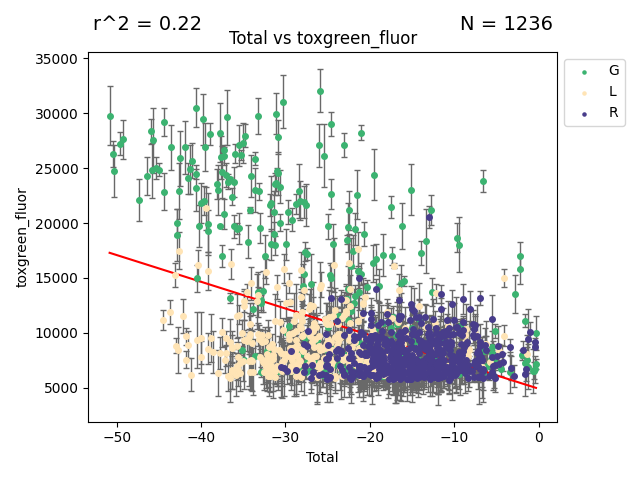 r^2 = 0.22
N = 1236
Total vs toxgreen_fluor
35000
30000
25000
20000
15000
10000
5000
toxgreen_fluor
−50
−40
−30
−20
−10
0
Total
G
L
R